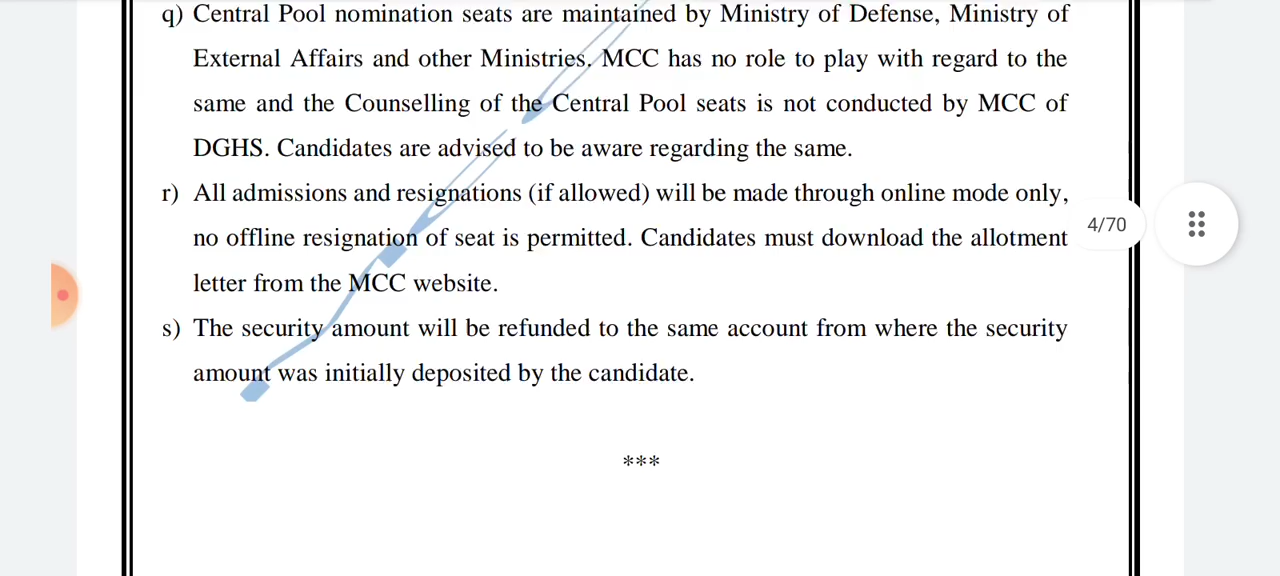 q) Central Pool nomination seats are maintained by Ministry of Defense, Ministry of
External Affairs and other Ministries. MCC has no role to play with regard to the
same and the Counselling of the Central Pool seats is not conducted by MCC of
DGHS. Candidates are advised to be aware regarding the same.
r) All admissions and resignations (if allowed) will be made through online mode only,
no offline resignation of seat is permitted. Candidates must download the allotment
letter from the MCC website.
4/70
s) The security amount will be refunded to the same account from where the security
amount was initially deposited by the candidate.
***